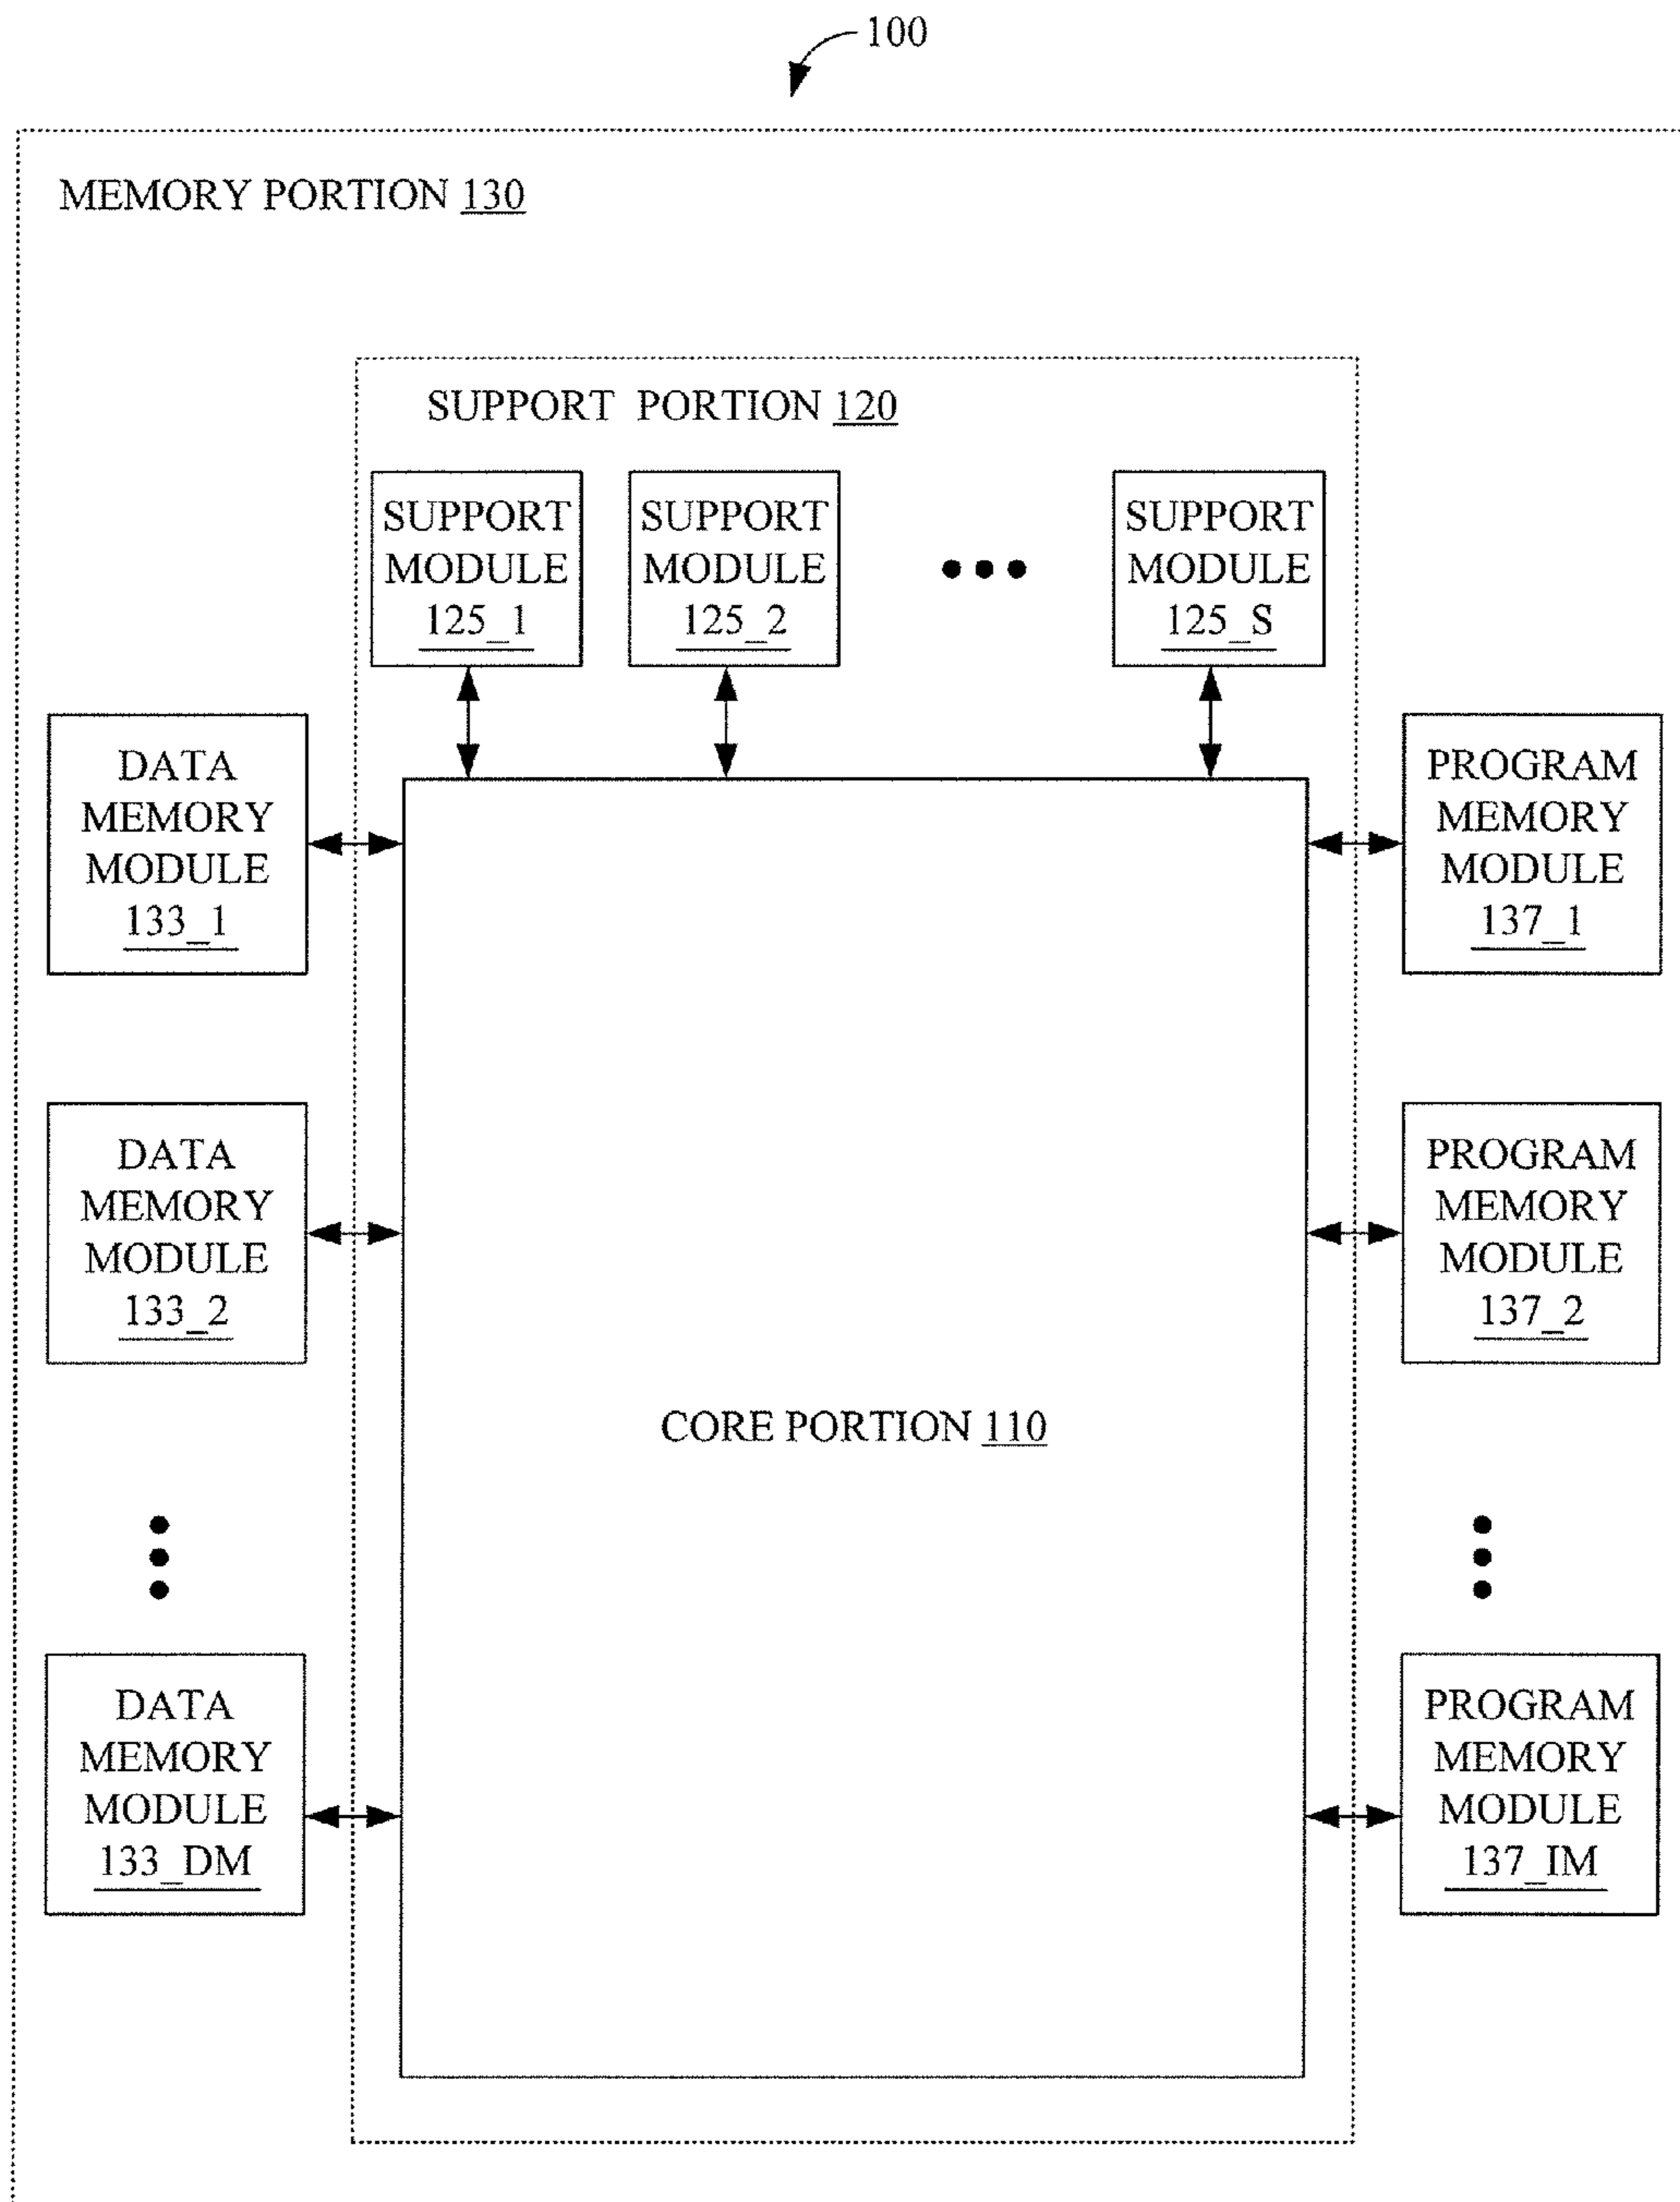 100
MEMORY PORTION 130
SUPPORT PORTION 120
SUPPORT
MODULE
125_1
SUPPORT
MODULE
125_2
SUPPORT
MODULE
125_S
DATA
MEMORY
MODULE
133_1
PROGRAM
MEMORY
MODULE
137_1
DATA
MEMORY
MODULE
133_2
PROGRAM
MEMORY
MODULE
137_2
CORE PORTION 110
DATA
MEMORY
MODULE
133_DM
PROGRAM
MEMORY
MODULE
137_IM